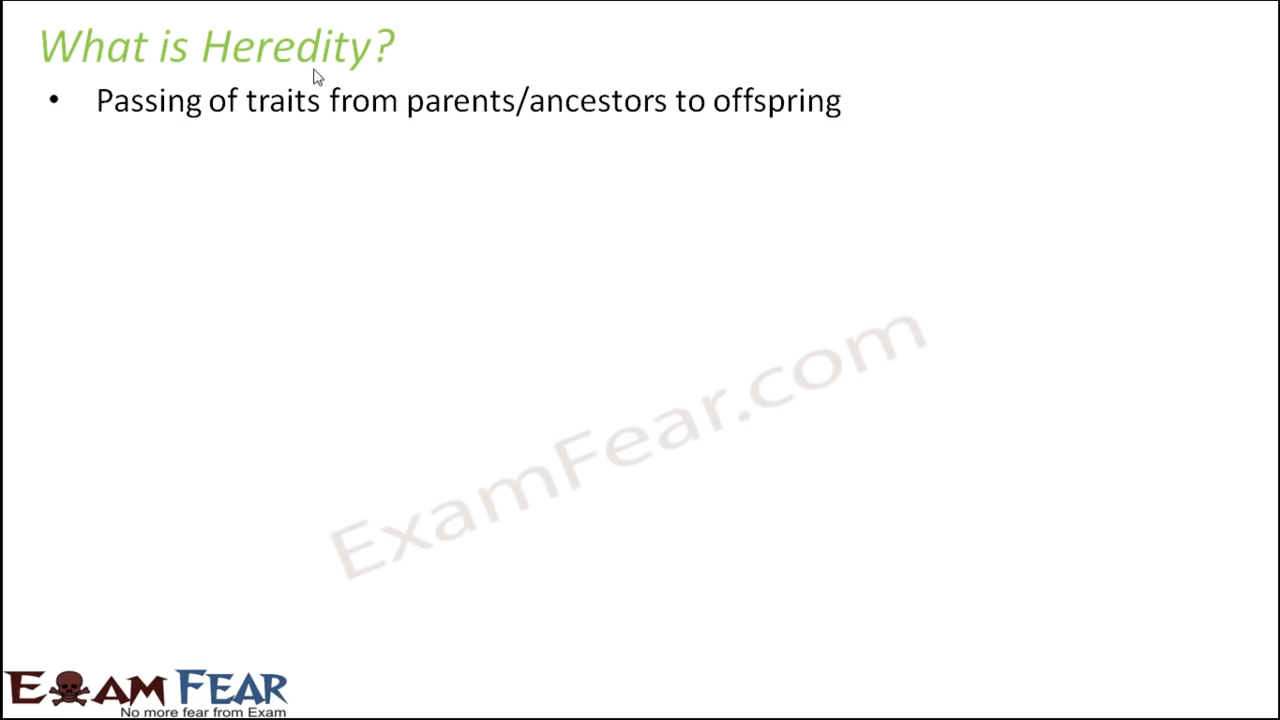 What is Heredity?
• Passing of traits from parents/ancestors to offspring
ExamFear.com
EXAM FEAR
No more fear from Exam